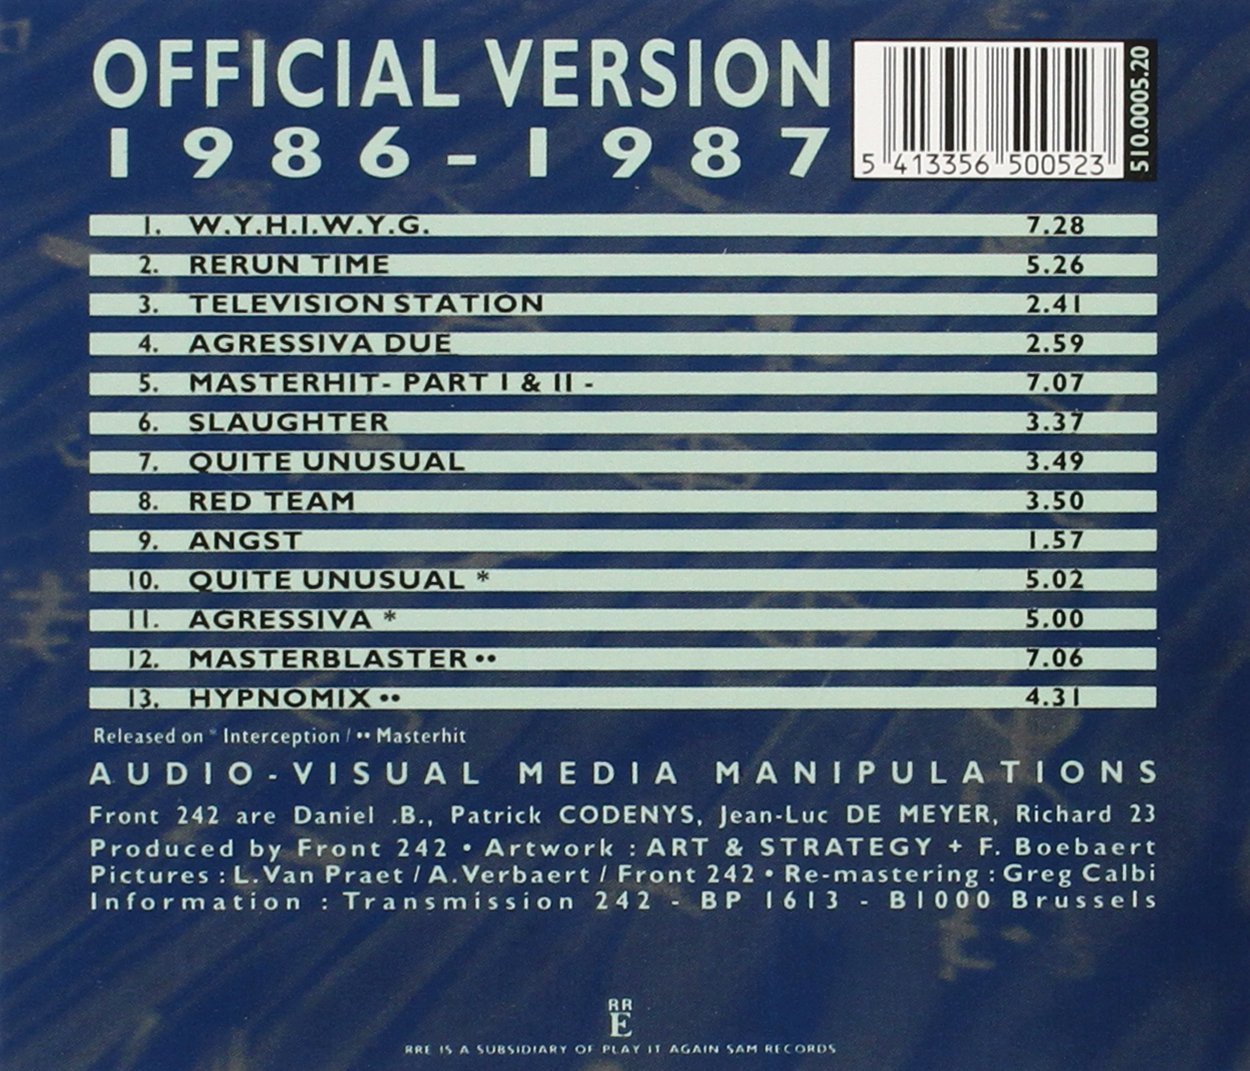 OFFICIAL VERSION
1986-1987
5 413356 500523
510.0005.20
1. W.Y.H.I.W.Y.G. 7.28
2. RERUN TIME 5.26
3. TELEVISION STATION 2.41
4. AGRESSIVA DUE 2.59
5. MASTERHIT- PART I & II - 7.07
6. SLAUGHTER 3.37
7. QUITE UNUSUAL 3.49
8. RED TEAM 3.50
9. ANGST 1.57
10. QUITE UNUSUAL * 5.02
11. AGRESSIVA * 5.00
12. MASTERBLASTER •• 7.06
13. HYPNOMIX •• 4.31
Released on * Interception / •• Masterhit
AUDIO-VISUAL MEDIA MANIPULATIONS
Front 242 are Daniel .B., Patrick CODENYS, Jean-Luc DE MEYER, Richard 23
Produced by Front 242 • Artwork : ART & STRATEGY + F. Boebaert
Pictures : L.Van Praet / A.Verbaert / Front 242 • Re-mastering : Greg Calbi
Information : Transmission 242 - BP 1613 - B1000 Brussels
RR
E
RRE IS A SUBSIDIARY OF PLAY IT AGAIN SAM RECORDS